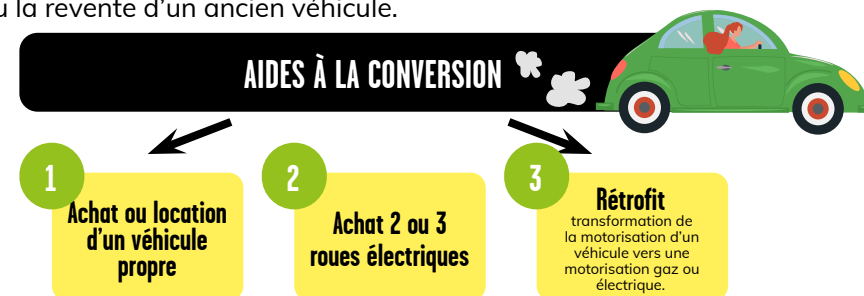 u la revente d'un ancien véhicule.
AIDES À LA CONVERSION
1
Achat ou location
d'un véhicule
propre
2
Achat 2 ou 3
roues électriques
3
Rétrofit
transformation de
la motorisation d'un
véhicule vers une
motorisation gaz ou
électrique.